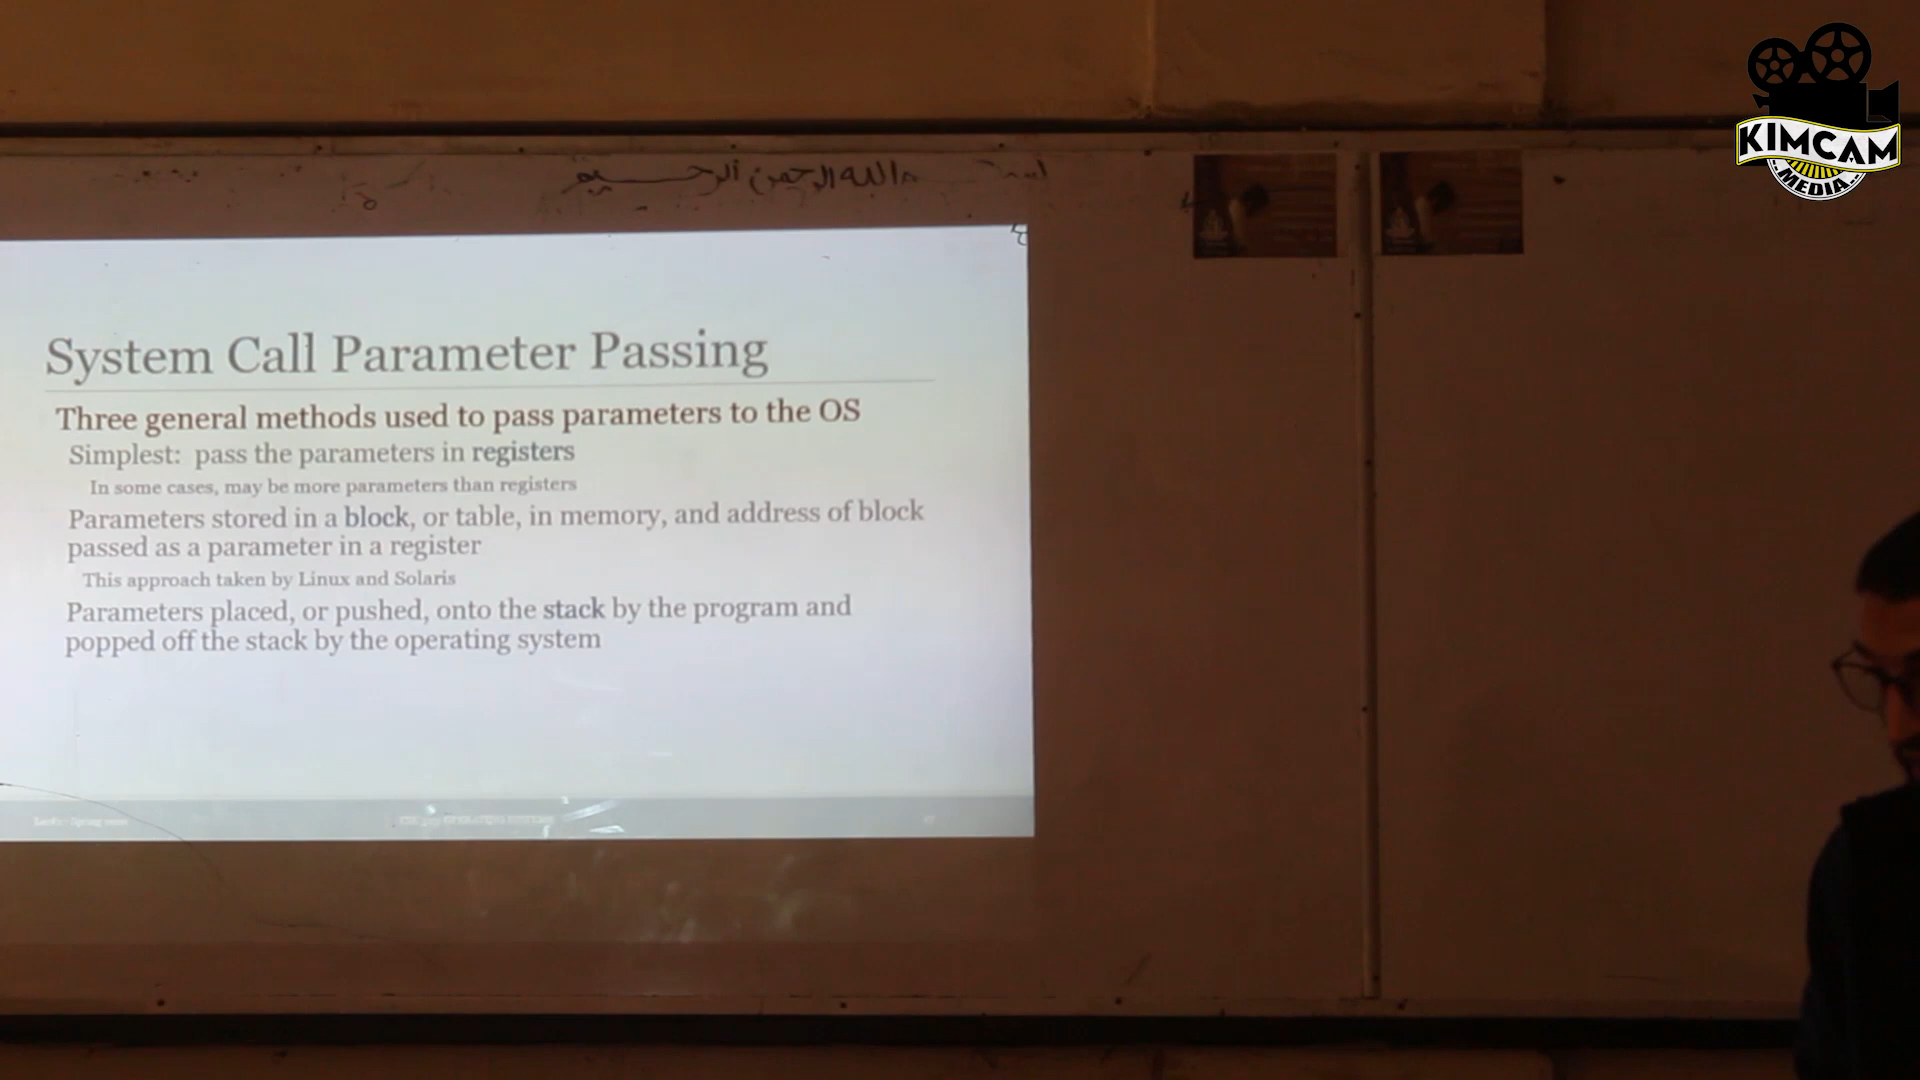 الله الرحمن الرحـــيم
KIMCAM
MEDIA
System Call Parameter Passing
Three general methods used to pass parameters to the OS
Simplest: pass the parameters in registers
In some cases, may be more parameters than registers
Parameters stored in a block, or table, in memory, and address of block
passed as a parameter in a register
This approach taken by Linux and Solaris
Parameters placed, or pushed, onto the stack by the program and
popped off the stack by the operating system
OPERATING SYSTEMS